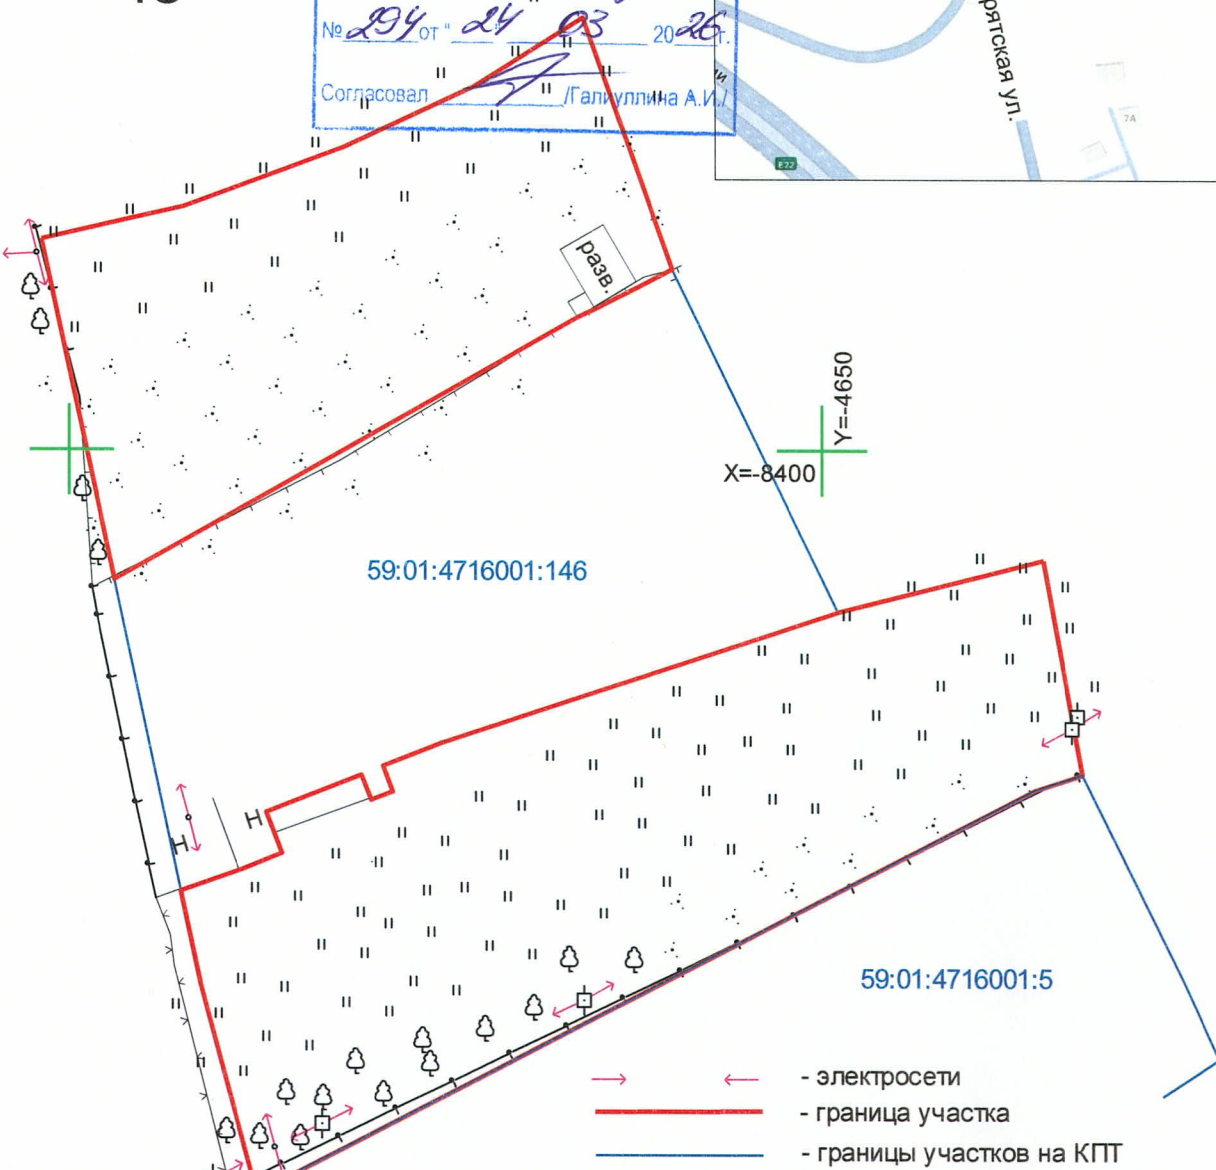 № 294 от " 24 " 03 20 26 г.
Согласовал /Галиуллина А.И./
рятская ул.
7А
E22
разв.
Y=-4650
X=-8400
59:01:4716001:146
Н
Н
59:01:4716001:5
- электросети
- граница участка
- границы участков на КПТ